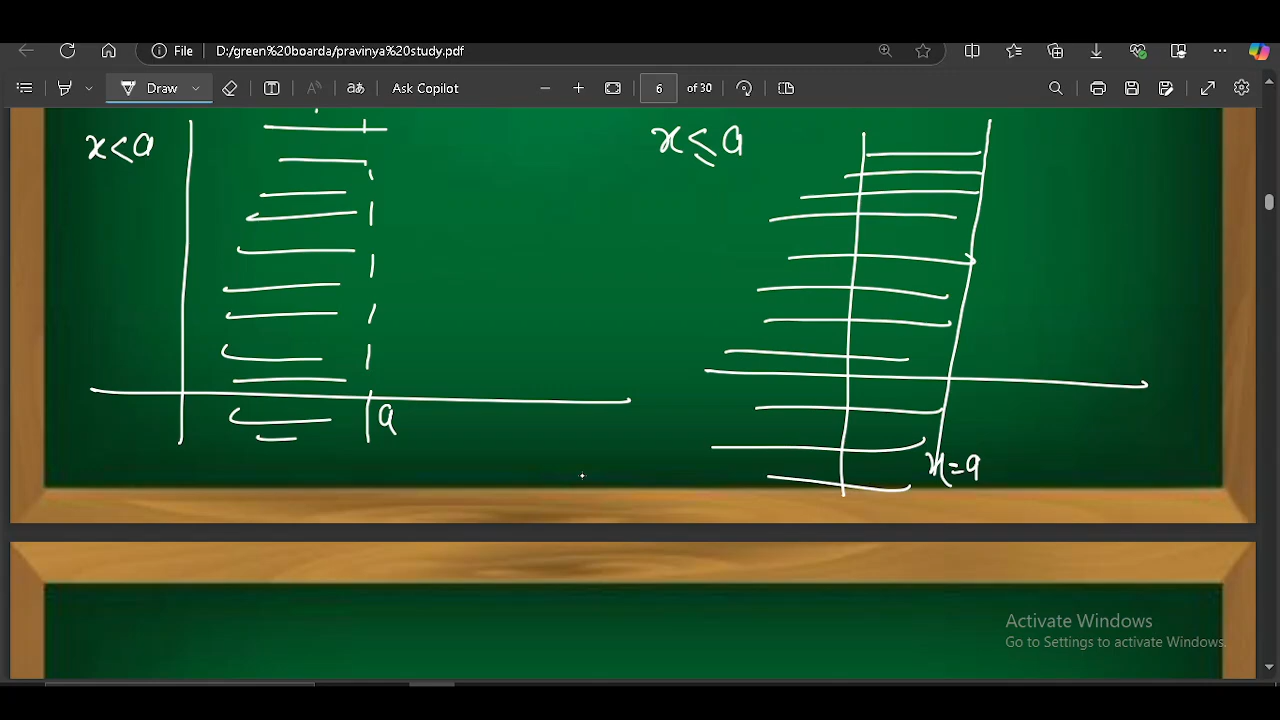 File D:/green%20boarda/pravinya%20study.pdf
Draw Ask Copilot 6 of 30
x<a
x≤a
a
x=a
Activate Windows
Go to Settings to activate Windows.